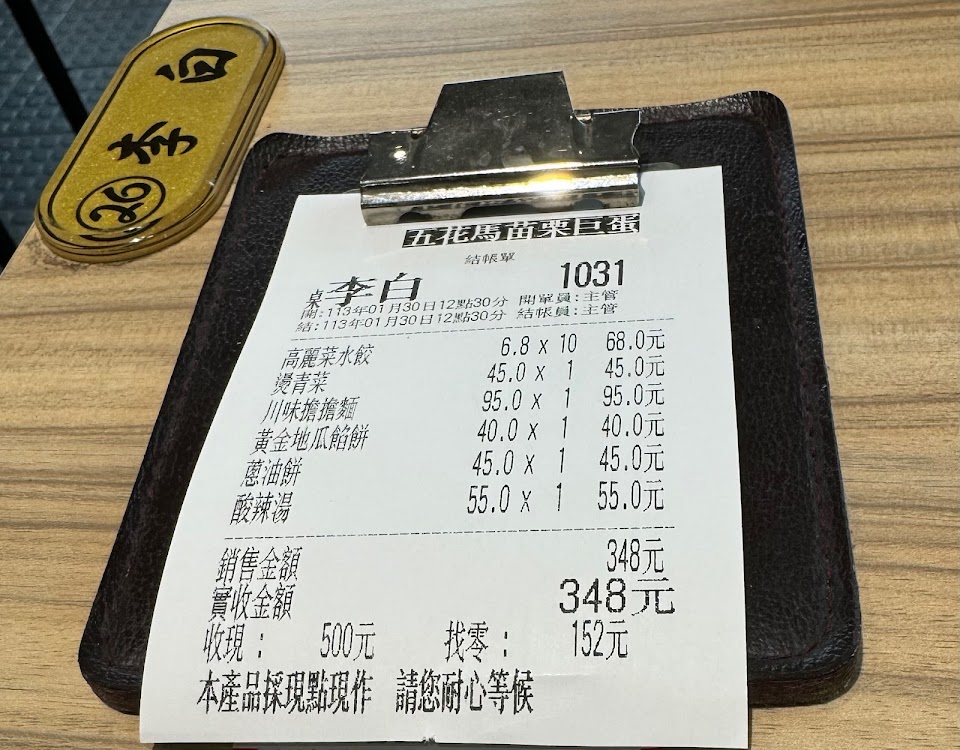 李白
26
五花馬苗栗巨蛋
結帳單
桌李白 1031
開:113年01月30日12點30分 開單員:主管
結:113年01月30日12點30分 結帳員:主管
高麗菜水餃 6.8 x 10 68.0元
燙青菜 45.0 x 1 45.0元
川味擔擔麵 95.0 x 1 95.0元
黃金地瓜餡餅 40.0 x 1 40.0元
蔥油餅 45.0 x 1 45.0元
酸辣湯 55.0 x 1 55.0元
銷售金額 348元
實收金額 348元
收現: 500元 找零: 152元
本產品採現點現作 請您耐心等候